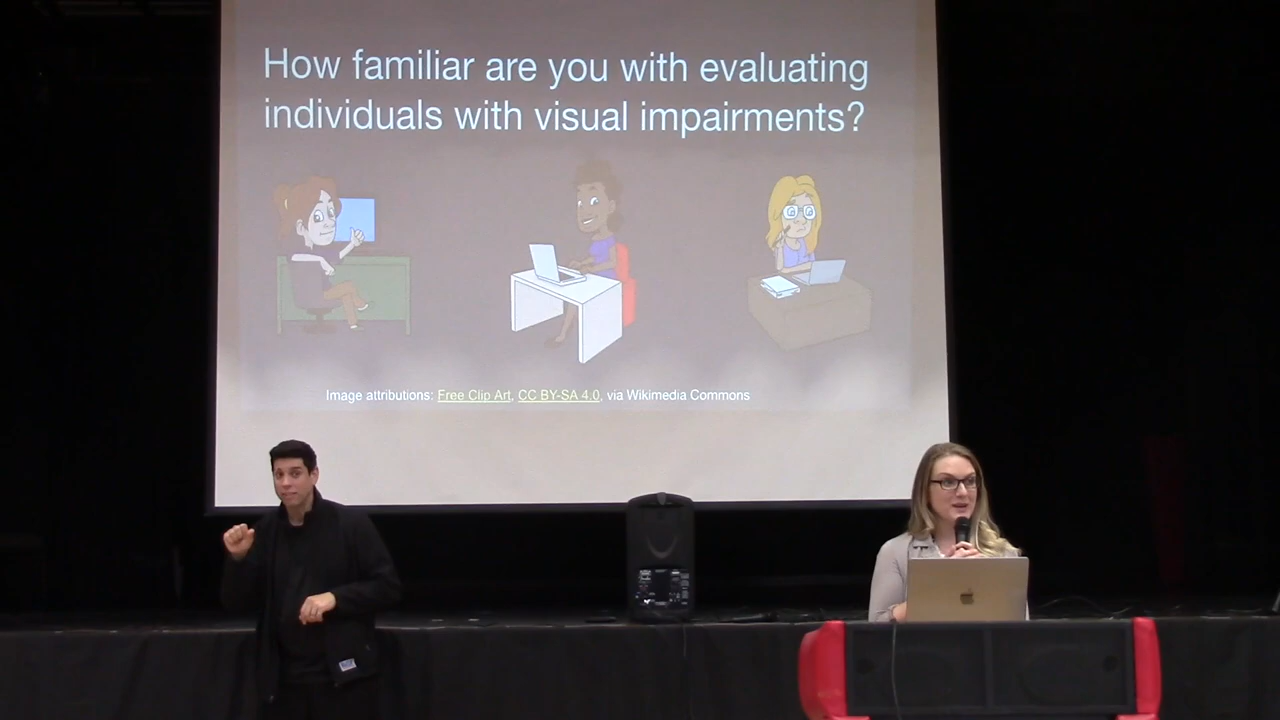 How familiar are you with evaluating
individuals with visual impairments?
Image attributions: Free Clip Art, CC BY-SA 4.0, via Wikimedia Commons